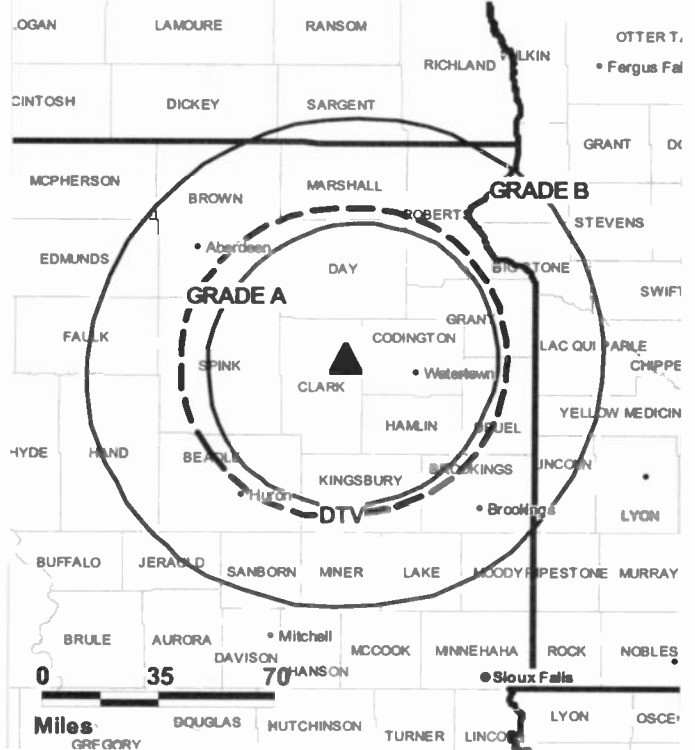 OGAN LAMOURE RANSOM
OTTER T
RICHLAND ILKIN
Fergus Fal
CINTOSH DICKEY SARGENT
GRANT DO
MCPHERSON MARSHALL
BROWN GRADE B
ROBERTS STEVENS
Aberdeen
EDMUNDS DAY BIG STONE
GRADE A SWIFT
GRANT
FAULK CODINGTON LAC QUI PARLE
SPINK CHIPPE
CLARK Watertown
YELLOW MEDICIN
HAMLIN DEUEL
HYDE HAND BEADLE BROOKINGS LINCOLN
KINGSBURY
Huron
DTV Brookings LYON
BUFFALO JERAULD
SANBORN MINER LAKE MOODY PIPESTONE MURRAY
Mitchell
BRULE AURORA MCCOOK MINNEHAHA ROCK NOBLES
DAVISON
HANSON
0 35 70
Sioux Falls
Miles DOUGLAS HUTCHINSON LYON OSCE
TURNER LINCO
GREGORY